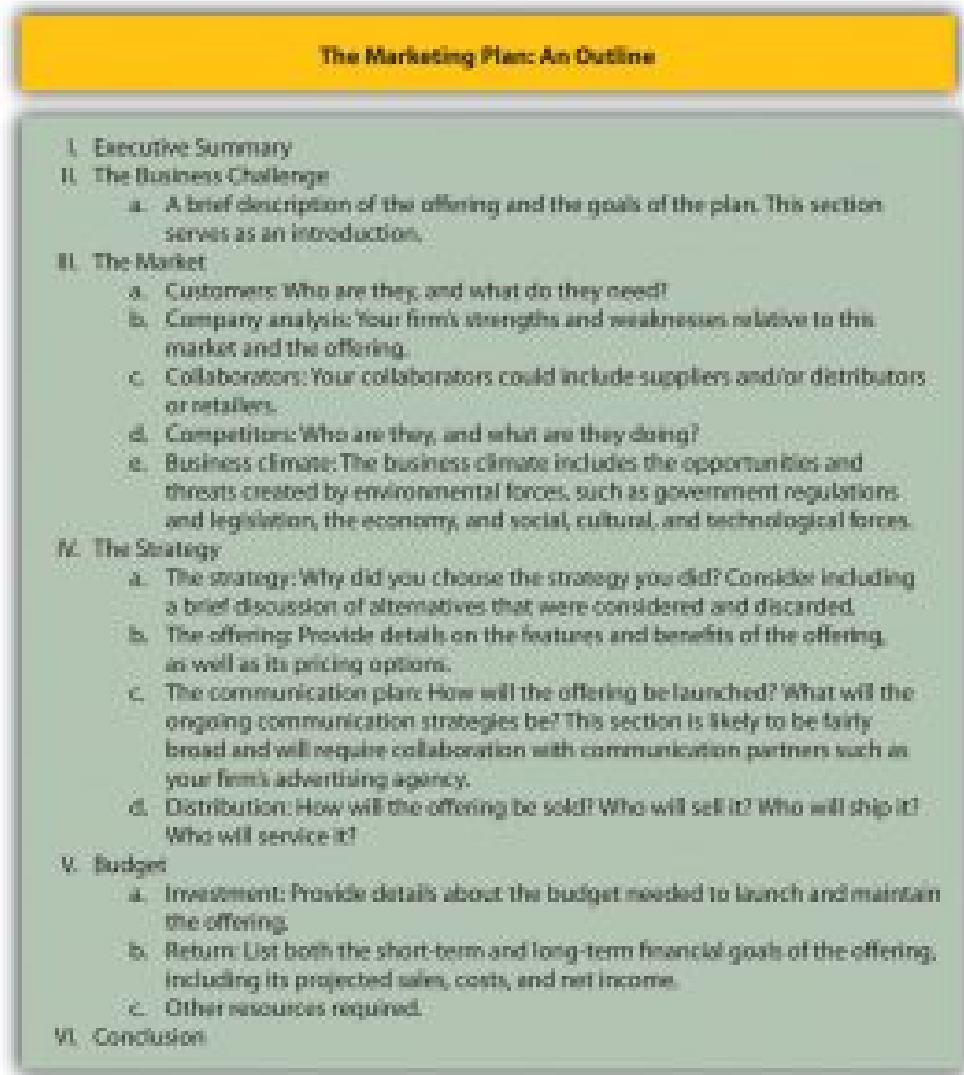 The Marketing Plan: An Outline
I. Executive Summary
II. The Business Challenge
a. A brief description of the offering and the goals of the plan. This section
serves as an introduction.
III. The Market
a. Customers: Who are they, and what do they need?
b. Company analysis: Your firm's strengths and weaknesses relative to this
market and the offering.
c. Collaborators: Your collaborators could include suppliers and/or distributors
or retailers.
d. Competitors: Who are they, and what are they doing?
e. Business climate: The business climate includes the opportunities and
threats created by environmental forces, such as government regulations
and legislation, the economy, and social, cultural, and technological forces.
IV. The Strategy
a. The strategy: Why did you choose the strategy you did? Consider including
a brief discussion of alternatives that were considered and discarded.
b. The offering: Provide details on the features and benefits of the offering,
as well as its pricing options.
c. The communication plan: How will the offering be launched? What will the
ongoing communication strategies be? This section is likely to be fairly
broad and will require collaboration with communication partners such as
your firm's advertising agency.
d. Distribution: How will the offering be sold? Who will sell it? Who will ship it?
Who will service it?
V. Budget
a. Investment: Provide details about the budget needed to launch and maintain
the offering.
b. Return: List both the short-term and long-term financial goals of the offering,
including its projected sales, costs, and net income.
c. Other resources required.
VI. Conclusion